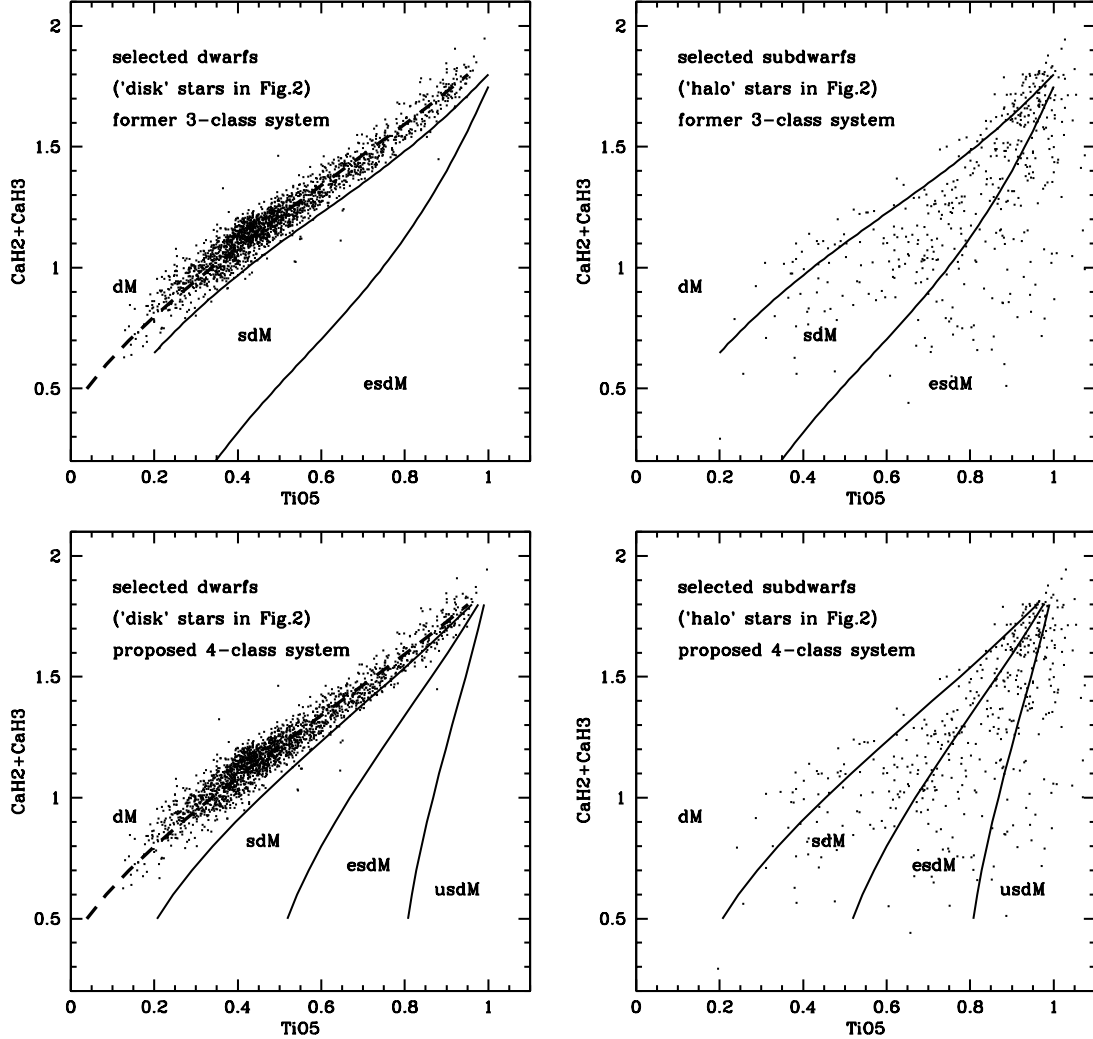 2
1.5
1
0.5
CaH2+CaH3
selected dwarfs
('disk' stars in Fig.2)
former 3-class system
dM
sdM
esdM
0
0.2
0.4
0.6
0.8
1
TiO5
2
1.5
1
0.5
CaH2+CaH3
selected subdwarfs
('halo' stars in Fig.2)
former 3-class system
dM
sdM
esdM
0
0.2
0.4
0.6
0.8
1
TiO5
2
1.5
1
0.5
CaH2+CaH3
selected dwarfs
('disk' stars in Fig.2)
proposed 4-class system
dM
sdM
esdM
usdM
0
0.2
0.4
0.6
0.8
1
TiO5
2
1.5
1
0.5
CaH2+CaH3
selected subdwarfs
('halo' stars in Fig.2)
proposed 4-class system
dM
sdM
esdM
usdM
0
0.2
0.4
0.6
0.8
1
TiO5